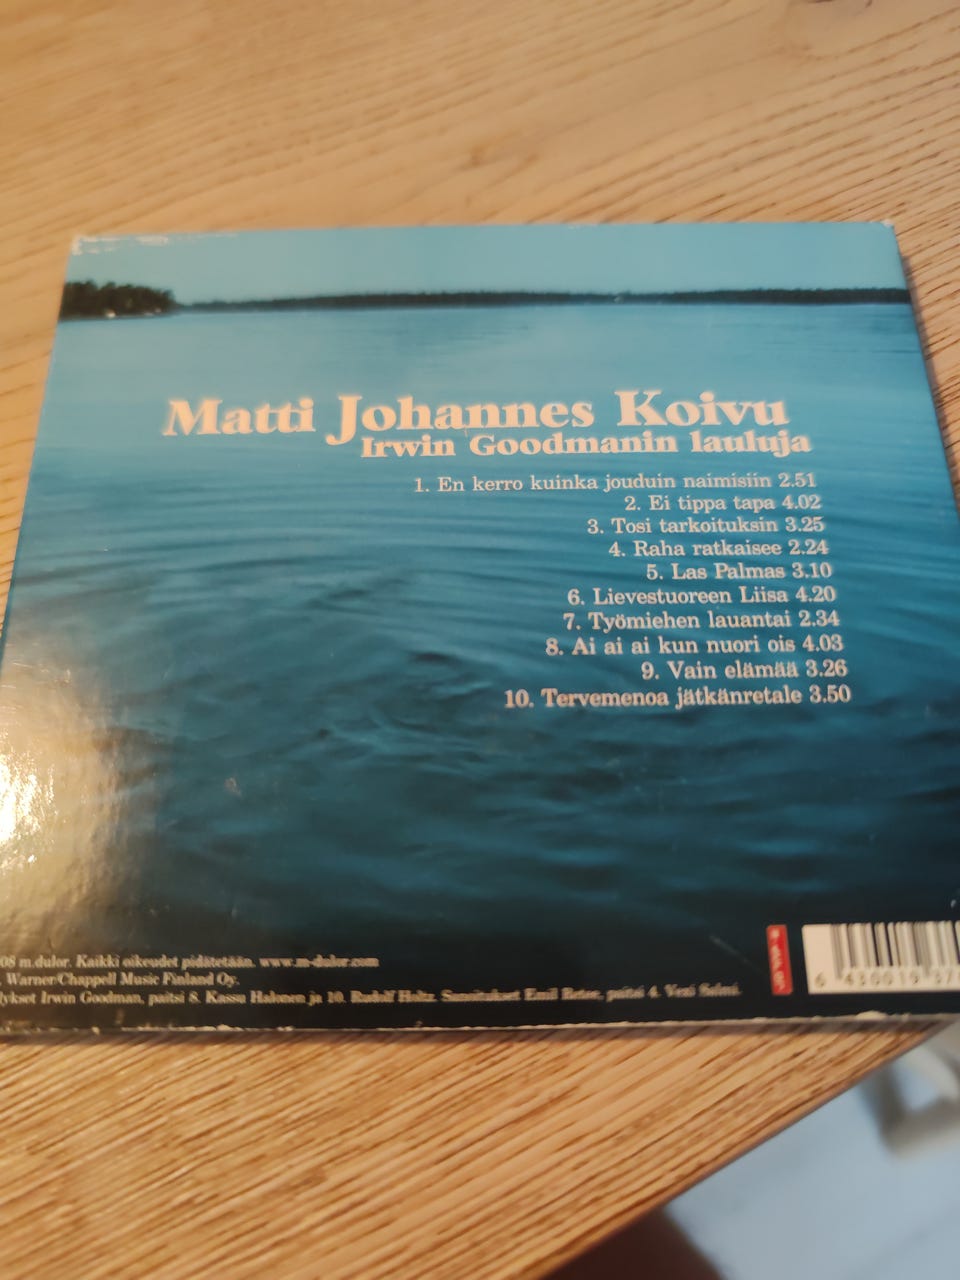 Matti Johannes Koivu
Irwin Goodmanin lauluja
1. En kerro kuinka jouduin naimisiin 2.51
2. Ei tippa tapa 4.02
3. Tosi tarkoituksin 3.25
4. Raha ratkaisee 2.24
5. Las Palmas 3.10
6. Lievestuoreen Liisa 4.20
7. Työmiehen lauantai 2.34
8. Ai ai ai kun nuori ois 4.03
9. Vain elämää 3.26
10. Tervemenoa jätkänretale 3.50
08 m.dulor. Kaikki oikeudet pidätetään. www.m-dulor.com
Warner/Chappell Music Finland Oy.
Irwin Goodman, paitsi 8. Kassu Halonen ja 10. Rudolf Holtz. Sanoitukset Emil Retee, paitsi 4. Vexi Salmi.
6 430019 37